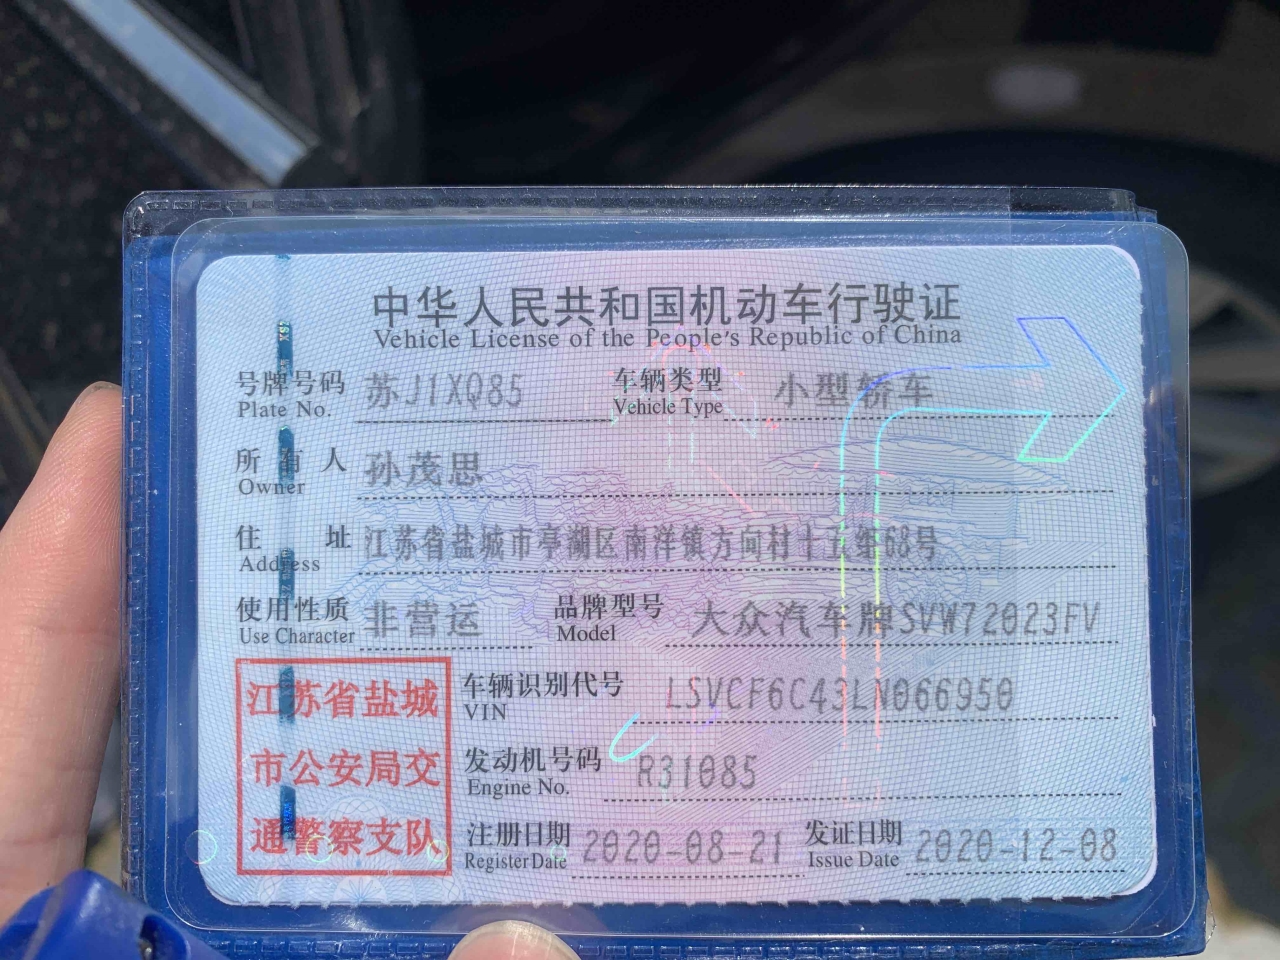 中华人民共和国机动车行驶证
Vehicle License of the People's Republic of China
号牌号码 苏J1XQ85 车辆类型 小型轿车
Plate No. Vehicle Type
所有人 孙茂思
Owner
住址 江苏省盐城市亭湖区南洋镇方向村十五组68号
Address
使用性质 非营运 品牌型号 大众汽车牌SVW72023FV
Use Character Model
江苏省盐城
市公安局交
通警察支队
车辆识别代号 LSVCF6C43LN066950
VIN
发动机号码 R31085
Engine No.
注册日期 2020-08-21 发证日期 2020-12-08
Register Date Issue Date